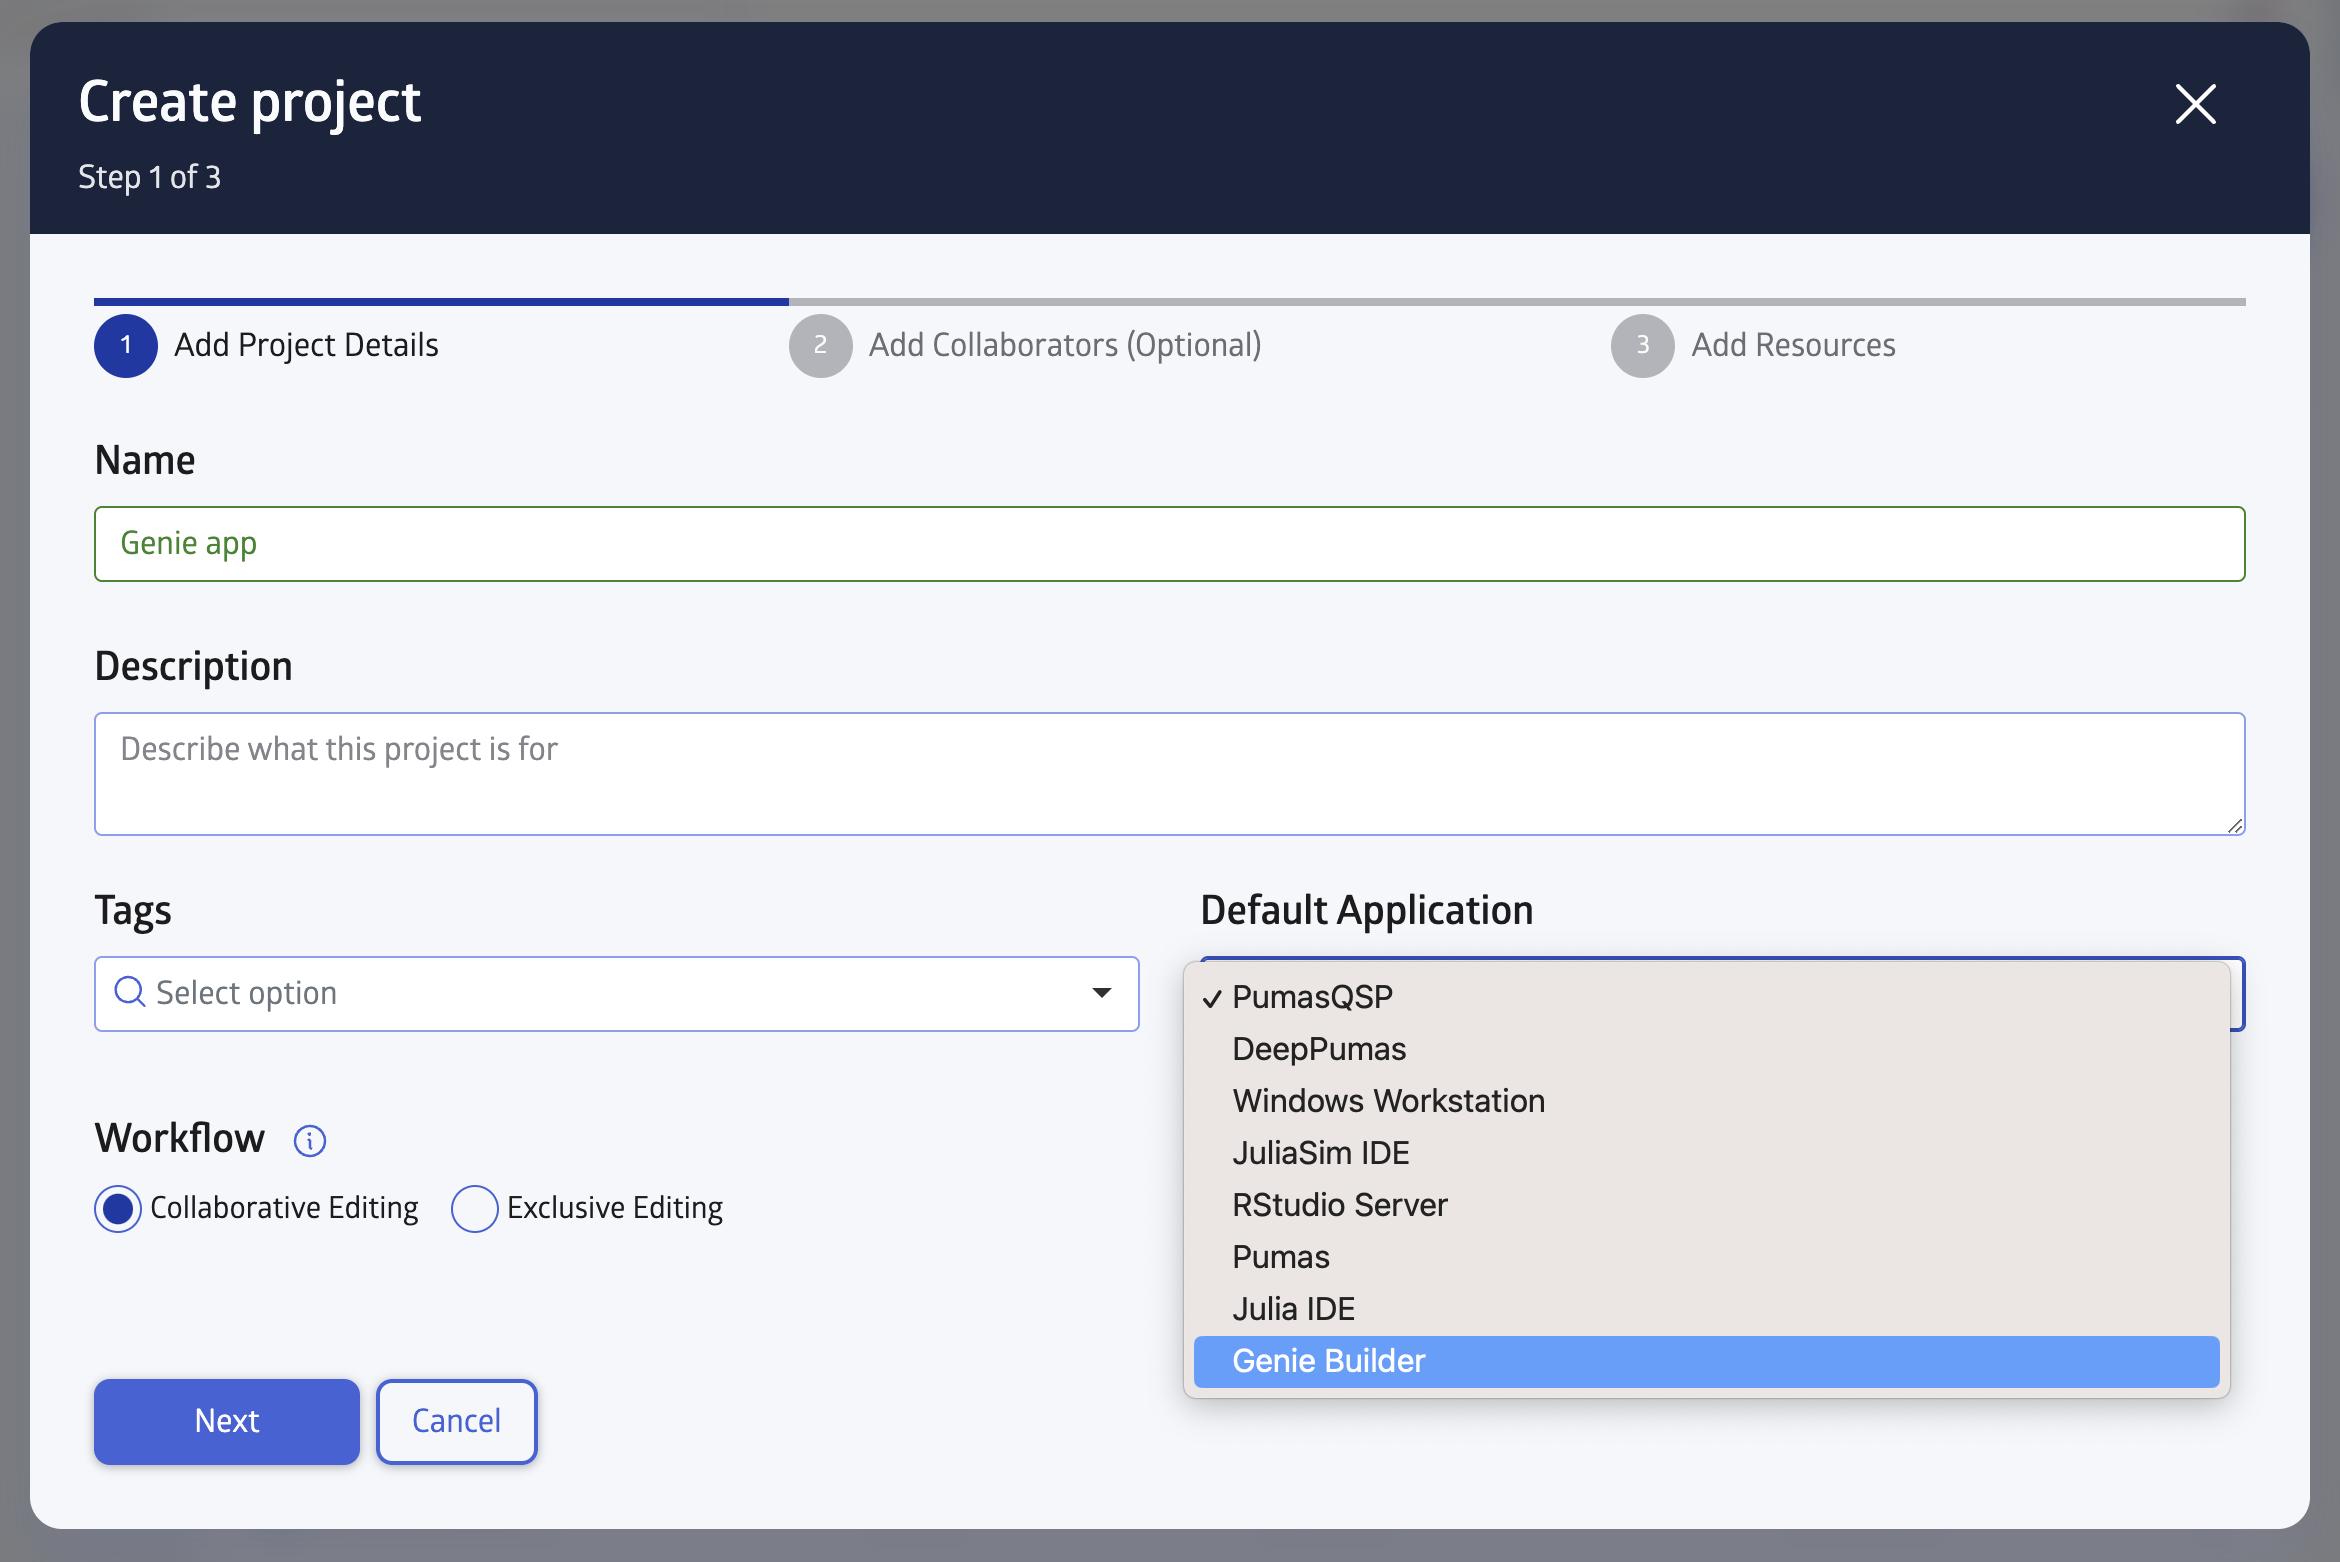 Create project
Step 1 of 3
1 Add Project Details
2 Add Collaborators (Optional)
3 Add Resources
Name
Genie app
Description
Describe what this project is for
Tags
Select option
Default Application
PumasQSP
DeepPumas
Windows Workstation
JuliaSim IDE
RStudio Server
Pumas
Julia IDE
Genie Builder
Workflow
Collaborative Editing
Exclusive Editing
Next
Cancel